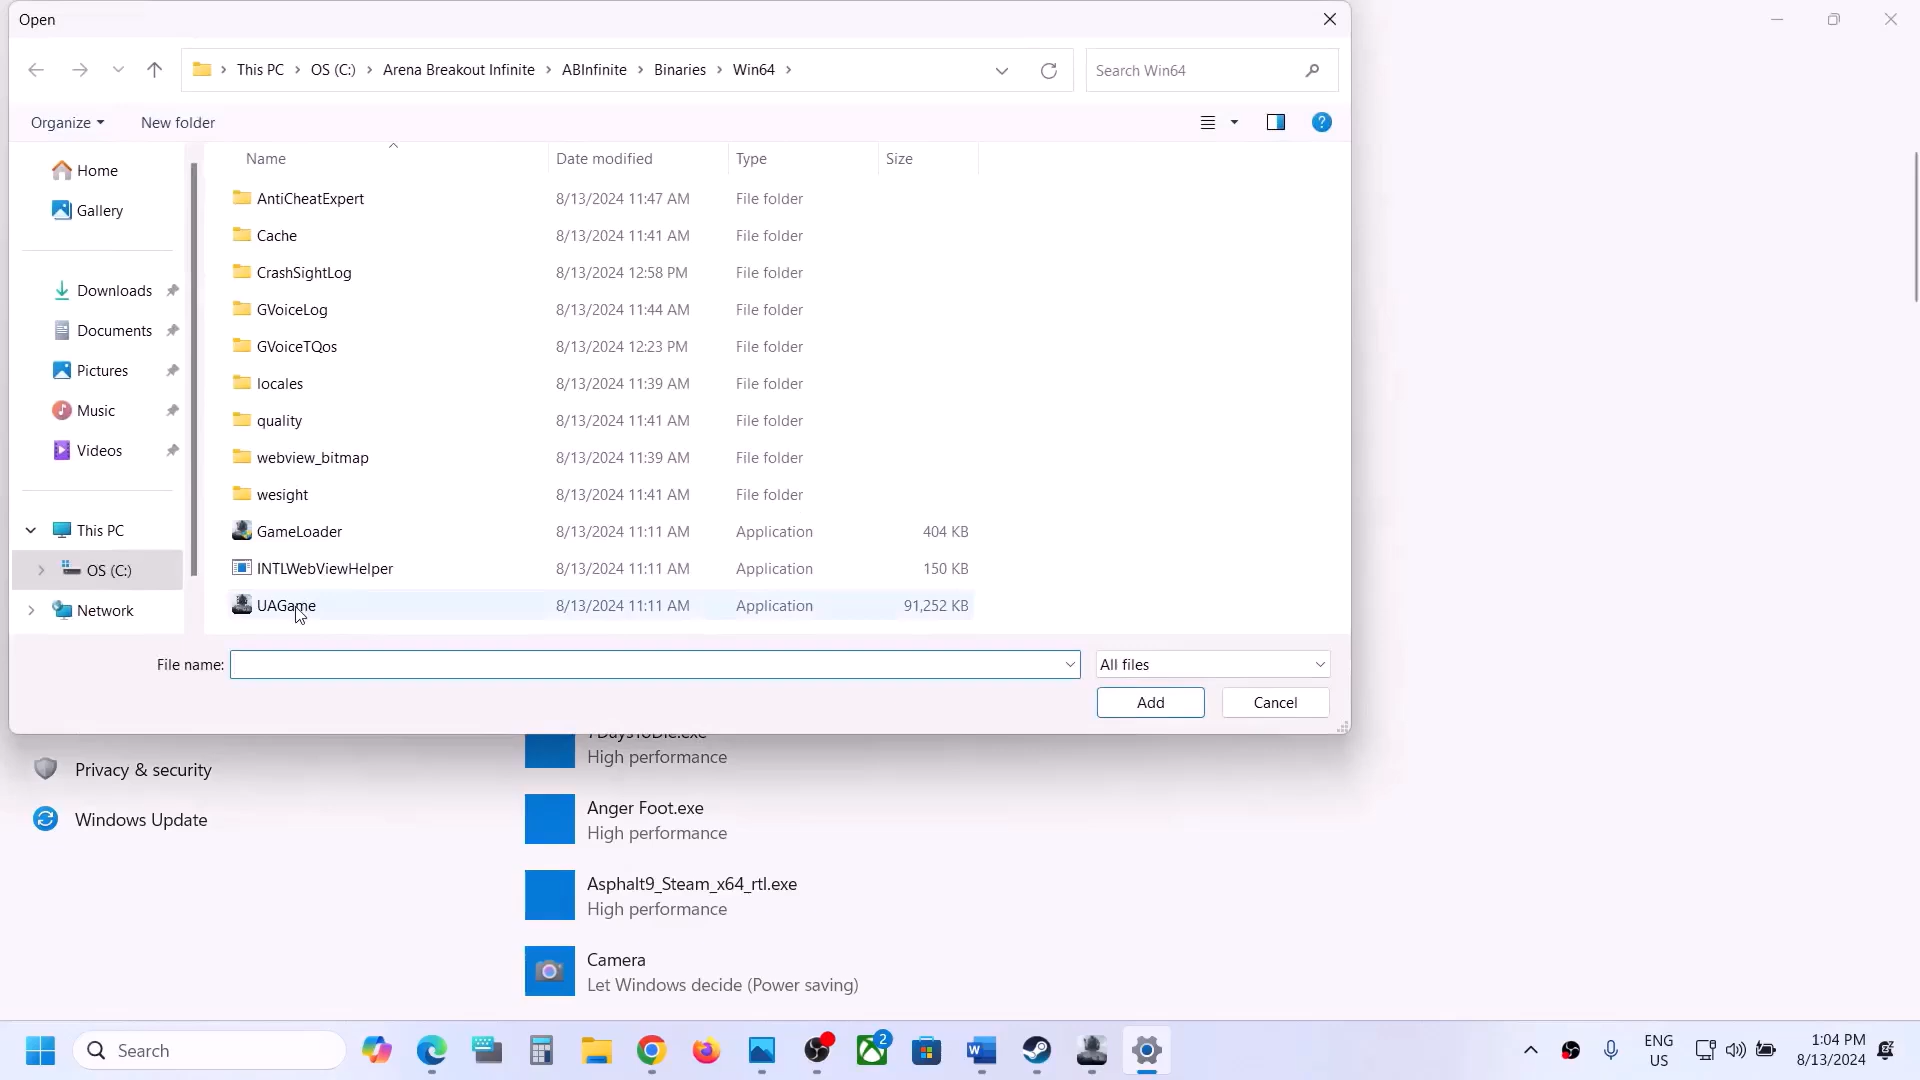 Open
This PC > OS (C:) > Arena Breakout Infinite > ABInfinite > Binaries > Win64 >
Search Win64
Organize
New folder
Name Date modified Type Size
Home
Gallery
Downloads
Documents
Pictures
Music
Videos
This PC
OS (C:)
Network
AntiCheatExpert 8/13/2024 11:47 AM File folder
Cache 8/13/2024 11:41 AM File folder
CrashSightLog 8/13/2024 12:58 PM File folder
GVoiceLog 8/13/2024 11:44 AM File folder
GVoiceTQos 8/13/2024 12:23 PM File folder
locales 8/13/2024 11:39 AM File folder
quality 8/13/2024 11:41 AM File folder
webview_bitmap 8/13/2024 11:39 AM File folder
wesight 8/13/2024 11:41 AM File folder
GameLoader 8/13/2024 11:11 AM Application 404 KB
INTLWebViewHelper 8/13/2024 11:11 AM Application 150 KB
UAGame 8/13/2024 11:11 AM Application 91,252 KB
File name:
All files
Add
Cancel
Privacy & security
Windows Update
7DaysToDie.exe
High performance
Anger Foot.exe
High performance
Asphalt9_Steam_x64_rtl.exe
High performance
Camera
Let Windows decide (Power saving)
Search
2
ENG
US
1:04 PM
8/13/2024